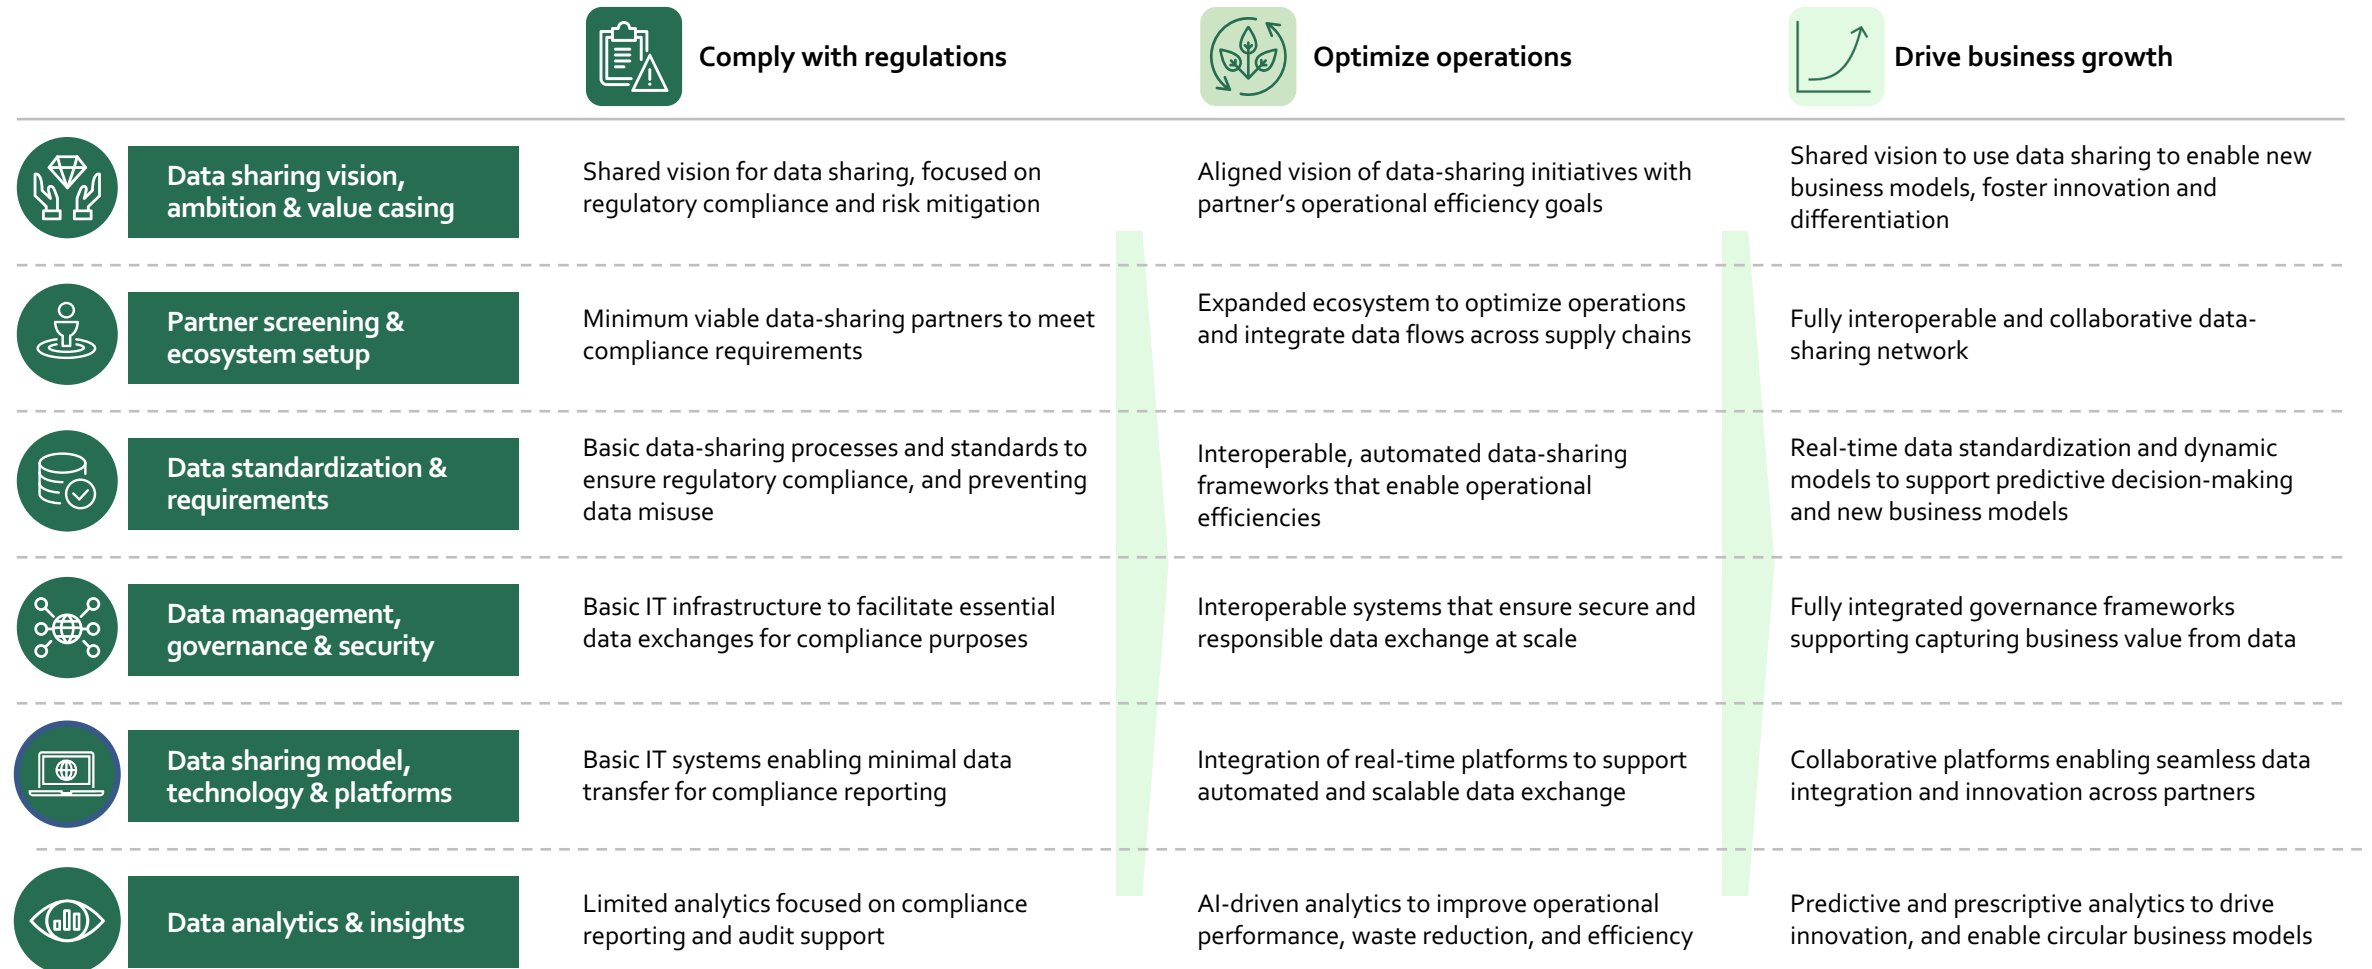 Comply with regulations
Optimize operations
Drive business growth
Data sharing vision,
ambition & value casing
Shared vision for data sharing, focused on
regulatory compliance and risk mitigation
Aligned vision of data-sharing initiatives with
partner’s operational efficiency goals
Shared vision to use data sharing to enable new
business models, foster innovation and
differentiation
Partner screening &
ecosystem setup
Minimum viable data-sharing partners to meet
compliance requirements
Expanded ecosystem to optimize operations
and integrate data flows across supply chains
Fully interoperable and collaborative data-
sharing network
Data standardization &
requirements
Basic data-sharing processes and standards to
ensure regulatory compliance, and preventing
data misuse
Interoperable, automated data-sharing
frameworks that enable operational
efficiencies
Real-time data standardization and dynamic
models to support predictive decision-making
and new business models
Data management,
governance & security
Basic IT infrastructure to facilitate essential
data exchanges for compliance purposes
Interoperable systems that ensure secure and
responsible data exchange at scale
Fully integrated governance frameworks
supporting capturing business value from data
Data sharing model,
technology & platforms
Basic IT systems enabling minimal data
transfer for compliance reporting
Integration of real-time platforms to support
automated and scalable data exchange
Collaborative platforms enabling seamless data
integration and innovation across partners
Data analytics & insights
Limited analytics focused on compliance
reporting and audit support
AI-driven analytics to improve operational
performance, waste reduction, and efficiency
Predictive and prescriptive analytics to drive
innovation, and enable circular business models